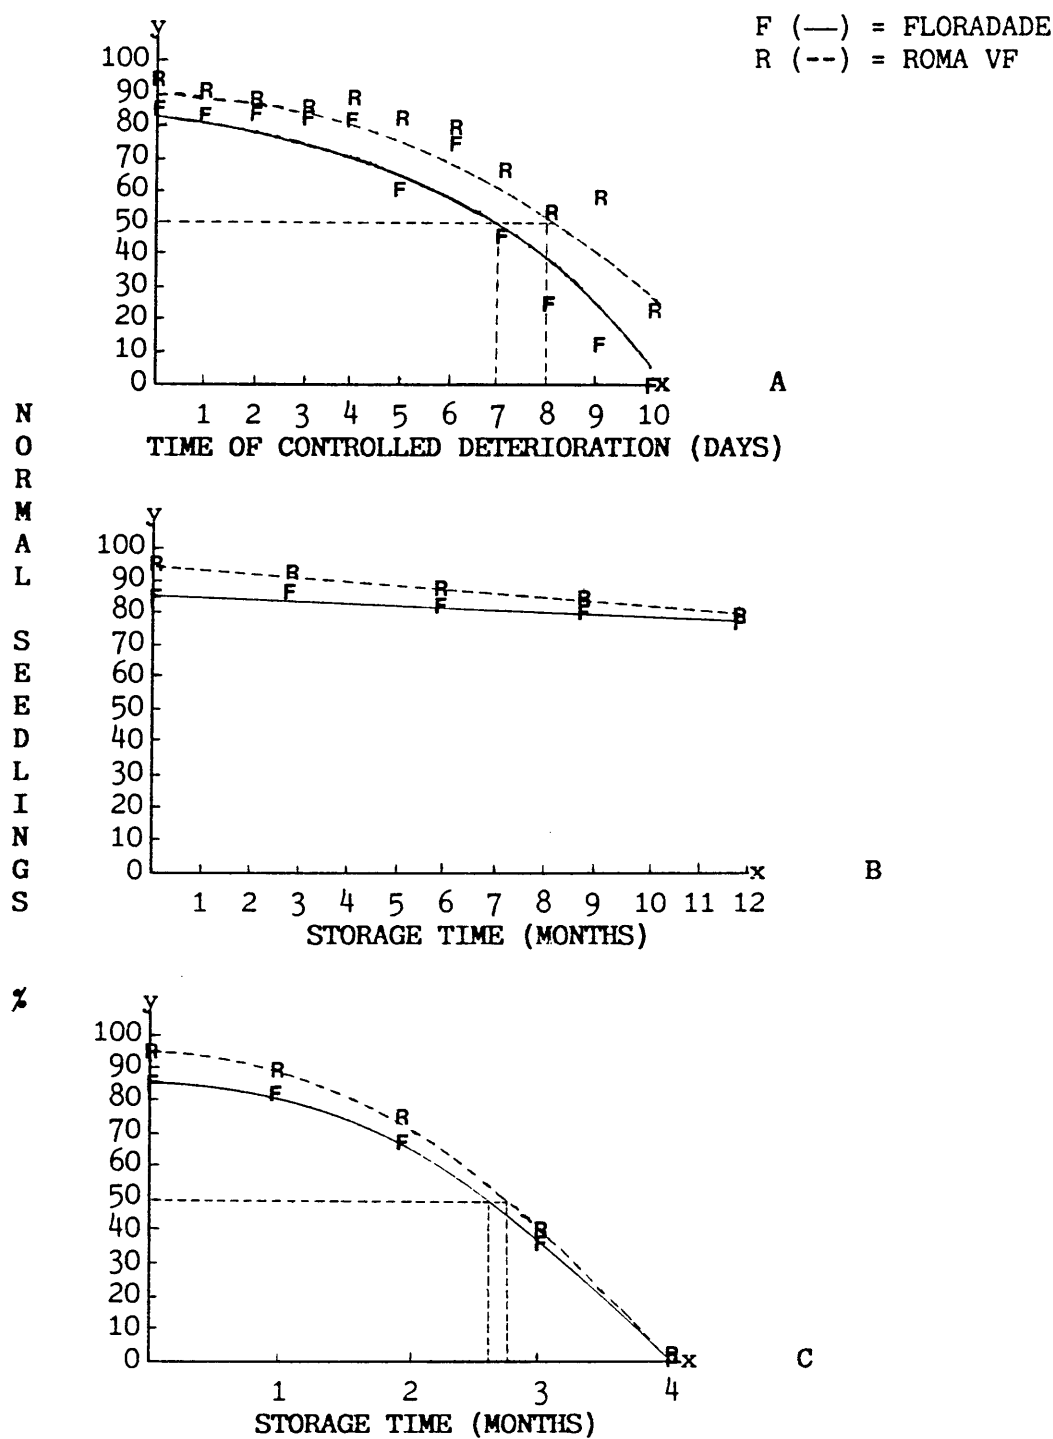 F (—) = FLORADADE
R (--) = ROMA VF
y
100
90
80
70
60
50
40
30
20
10
0
R R R R R R R R R R R
F F F F F F F F F F F
x
A
1 2 3 4 5 6 7 8 9 10
TIME OF CONTROLLED DETERIORATION (DAYS)
NORMAL SEEDLINGS %
y
100
90
80
70
60
50
40
30
20
10
0
R R R R R
F F F F F
x
B
1 2 3 4 5 6 7 8 9 10 11 12
STORAGE TIME (MONTHS)
y
100
90
80
70
60
50
40
30
20
10
0
R R R R R
F F F F F
x
C
1 2 3 4
STORAGE TIME (MONTHS)